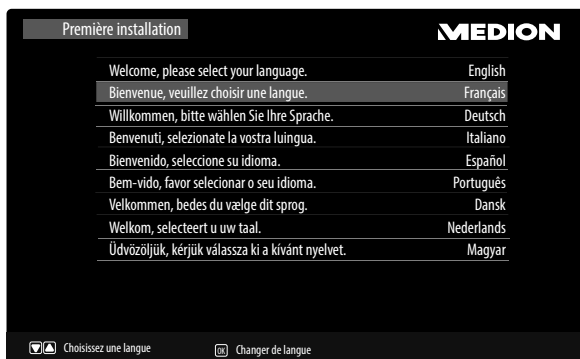 Première installation
MEDION
Welcome, please select your language. English
Bienvenue, veuillez choisir une langue. Français
Willkommen, bitte wählen Sie Ihre Sprache. Deutsch
Benvenuti, selezionate la vostra luingua. Italiano
Bienvenido, seleccione su idioma. Español
Bem-vido, favor selecionar o seu idioma. Português
Velkommen, bedes du vælge dit sprog. Dansk
Welkom, selecteert u uw taal. Nederlands
Üdvözöljük, kérjük válassza ki a kívánt nyelvet. Magyar
Choisissez une langue OK Changer de langue